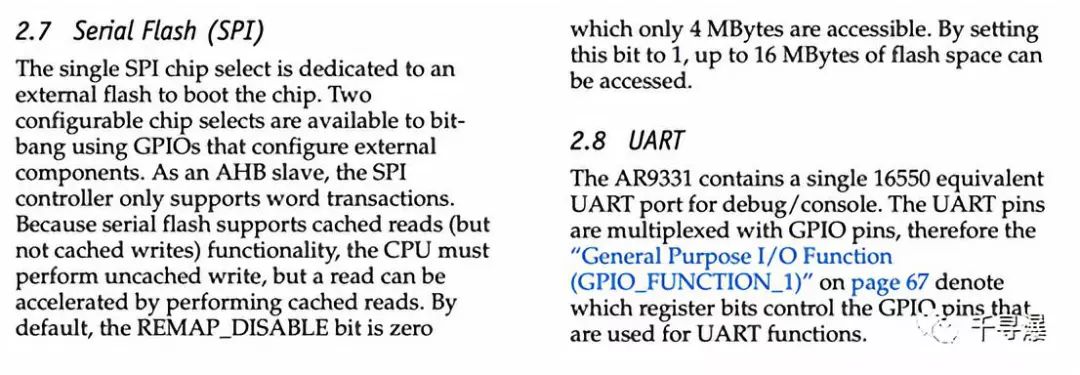 2.7 Serial Flash (SPI)
The single SPI chip select is dedicated to an
external flash to boot the chip. Two
configurable chip selects are available to bit-
bang using GPIOs that configure external
components. As an AHB slave, the SPI
controller only supports word transactions.
Because serial flash supports cached reads (but
not cached writes) functionality, the CPU must
perform uncached write, but a read can be
accelerated by performing cached reads. By
default, the REMAP_DISABLE bit is zero
which only 4 MBytes are accessible. By setting
this bit to 1, up to 16 MBytes of flash space can
be accessed.
2.8 UART
The AR9331 contains a single 16550 equivalent
UART port for debug/console. The UART pins
are multiplexed with GPIO pins, therefore the
“General Purpose I/O Function
(GPIO_FUNCTION_1)” on page 67 denote
which register bits control the GPIO pins that
are used for UART functions.
千寻瀑